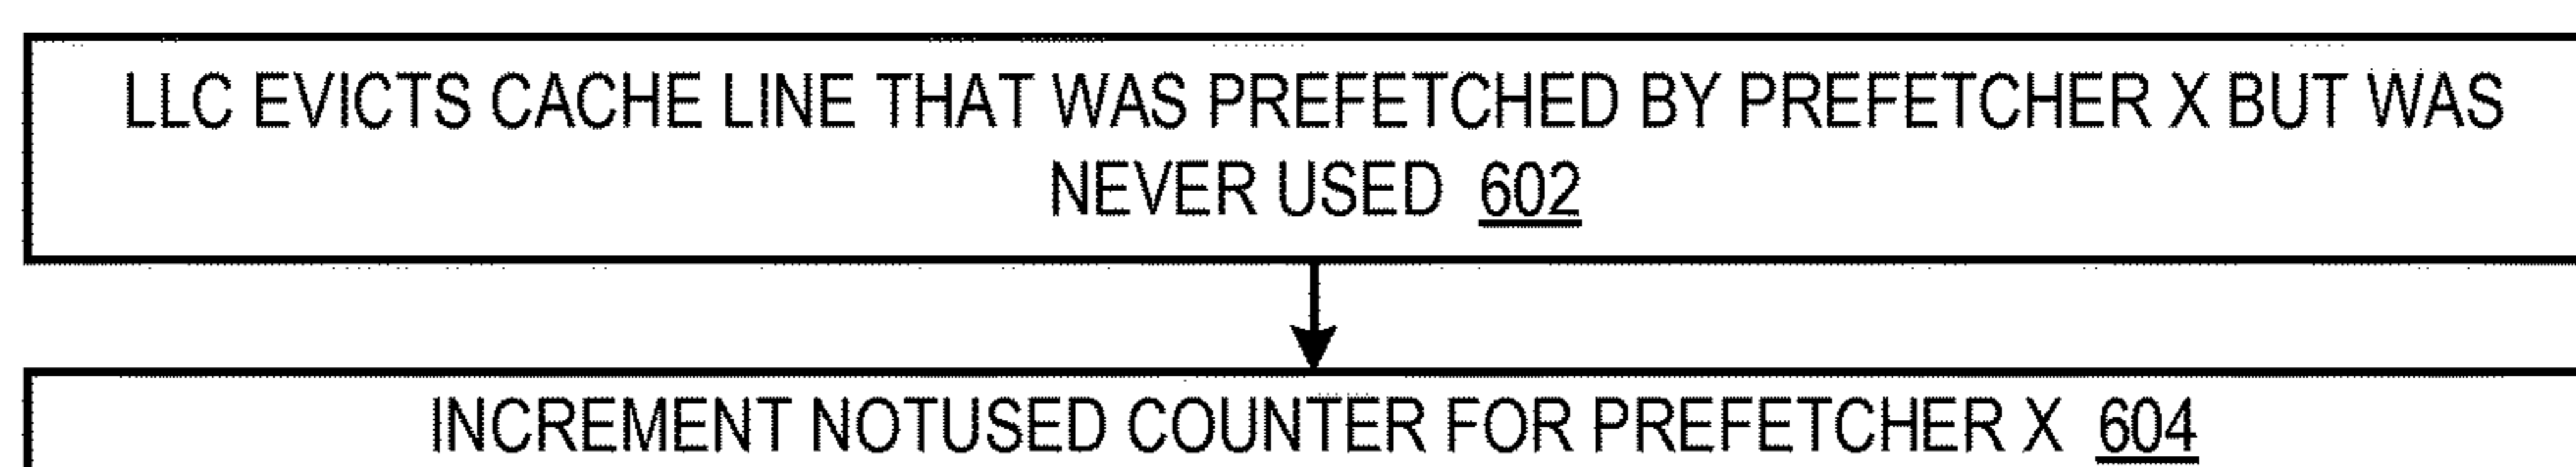 LLC EVICTS CACHE LINE THAT WAS PREFETCHED BY PREFETCHER X BUT WAS
NEVER USED 602
INCREMENT NOTUSED COUNTER FOR PREFETCHER X 604